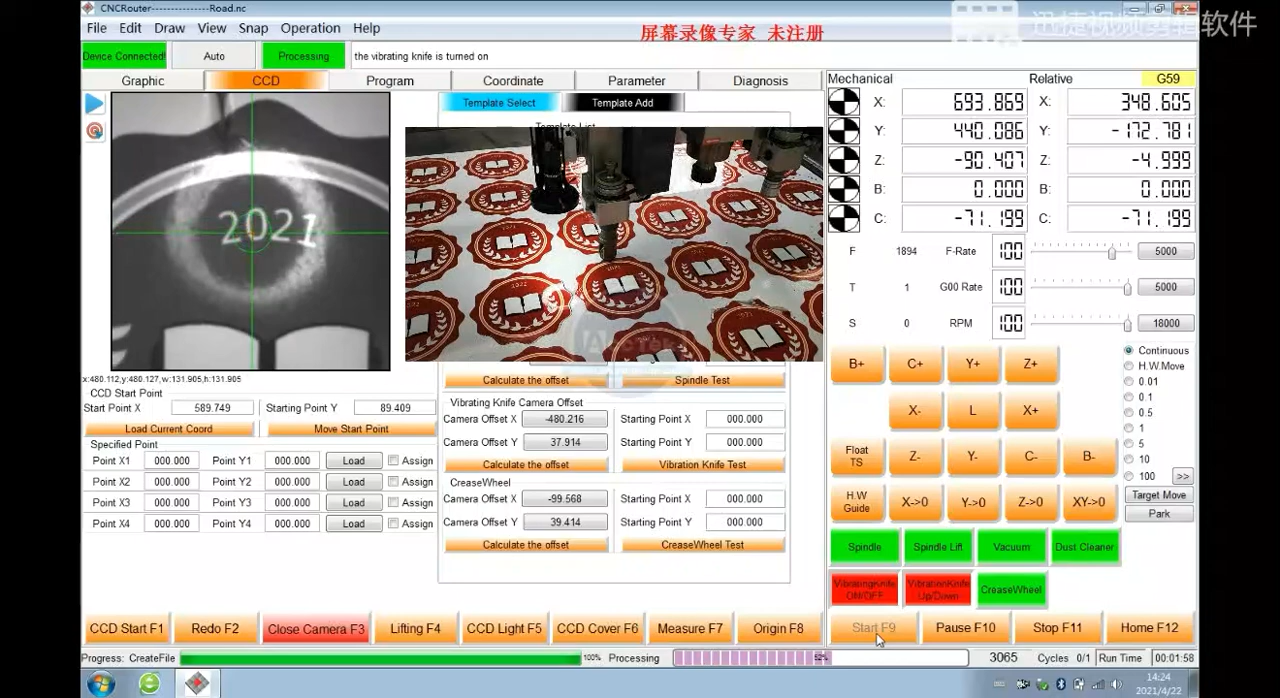 CNCRouter---------------Road.nc
File Edit Draw View Snap Operation Help
屏幕录像专家 未注册
迅捷视频剪辑软件
Device Connected! Auto Processing the vibrating knife is turned on
Graphic CCD Program Coordinate Parameter Diagnosis
Mechanical Relative G59
Template Select Template Add
Template List
2021
X: 693.869 X: 348.605
Y: 440.086 Y: -172.781
Z: -90.407 Z: -4.999
B: 0.000 B: 0.000
C: -71.199 C: -71.199
F 1894 F-Rate 100 5000
T 1 G00 Rate 100 5000
S 0 RPM 100 18000
x:480.112,y:480.127,w:131.905,h:131.905
CCD Start Point
Start Point X 589.749 Starting Point Y 89.409
Load Current Coord Move Start Point
Specified Point
Point X1 000.000 Point Y1 000.000 Load Assign
Point X2 000.000 Point Y2 000.000 Load Assign
Point X3 000.000 Point Y3 000.000 Load Assign
Point X4 000.000 Point Y4 000.000 Load Assign
Calculate the offset Spindle Test
Vibrating Knife Camera Offset
Camera Offset X -480.216 Starting Point X 000.000
Camera Offset Y 37.914 Starting Point Y 000.000
Calculate the offset Vibration Knife Test
CreaseWheel
Camera Offset X -99.568 Starting Point X 000.000
Camera Offset Y 39.414 Starting Point Y 000.000
Calculate the offset CreaseWheel Test
B+ C+ Y+ Z+
X- L X+
Float TS Z- Y- C- B-
H.W Guide X->0 Y->0 Z->0 XY->0
Continuous
H.W.Move
0.01
0.1
0.5
1
5
10
100 >>
Target Move
Park
Spindle Spindle Lift Vacuum Dust Cleaner
VibratingKnife ON/OFF VibrationKnife Up/Down CreaseWheel
CCD Start F1 Redo F2 Close Camera F3 Lifting F4 CCD Light F5 CCD Cover F6 Measure F7 Origin F8 Start F9 Pause F10 Stop F11 Home F12
Progress: CreateFile 100% Processing 52% 3065 Cycles 0/1 Run Time 00:01:58
14:24
2021/4/22